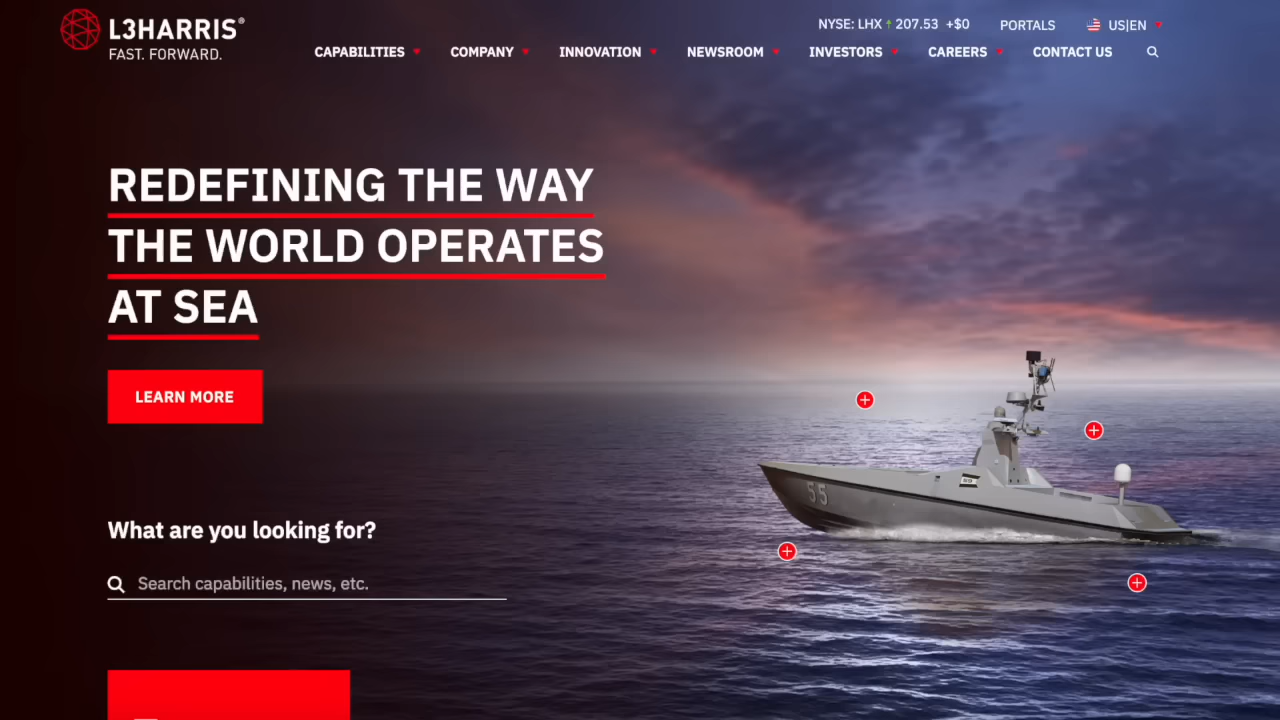 L3HARRIS®
FAST. FORWARD.
NYSE: LHX 207.53 +$0 PORTALS US|EN
CAPABILITIES COMPANY INNOVATION NEWSROOM INVESTORS CAREERS CONTACT US
REDEFINING THE WAY
THE WORLD OPERATES
AT SEA
LEARN MORE
55
What are you looking for?
Search capabilities, news, etc.